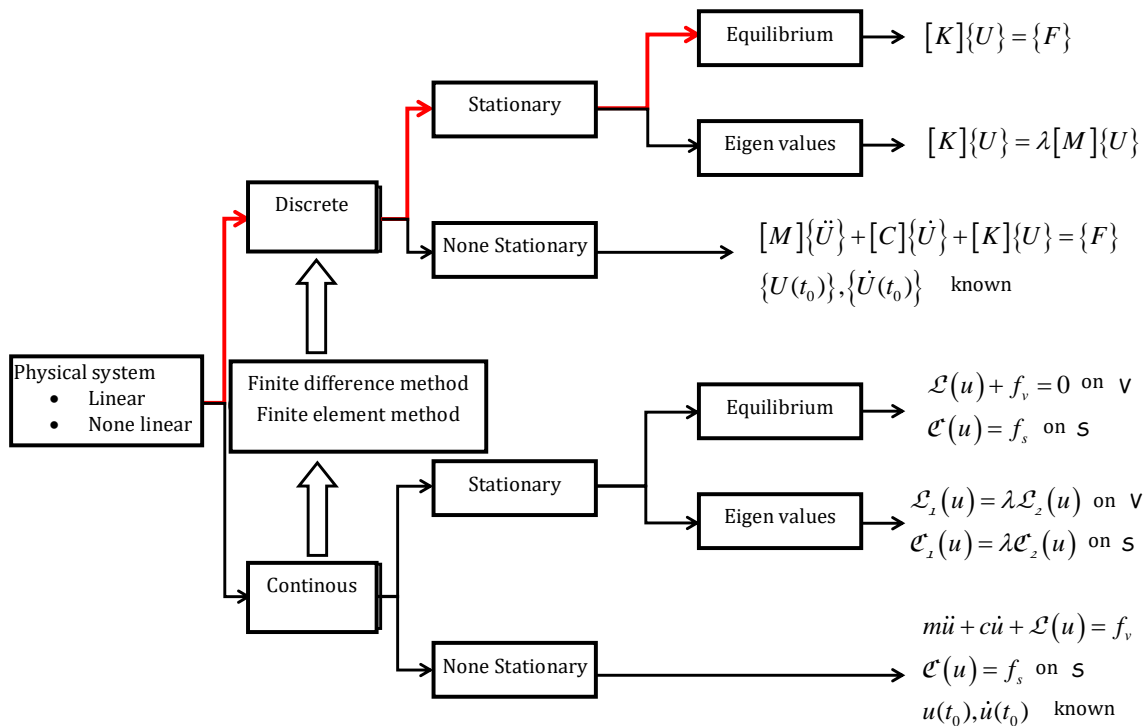 Equilibrium
[K]{U} = {F}
Stationary
Eigen values
[K]{U} = λ[M]{U}
Discrete
None Stationary
[M]{Ü} + [C]{U̇} + [K]{U} = {F}
{U(t₀)}, {U̇(t₀)} known
Physical system
• Linear
• None linear
Finite difference method
Finite element method
Equilibrium
ℒ(u) + f_v = 0 on V
𝒞(u) = f_s on S
Stationary
Eigen values
ℒ₁(u) = λℒ₂(u) on V
𝒞₁(u) = λ𝒞₂(u) on S
Continous
None Stationary
mü + cu̇ + ℒ(u) = f_v
𝒞(u) = f_s on S
u(t₀), u̇(t₀) known